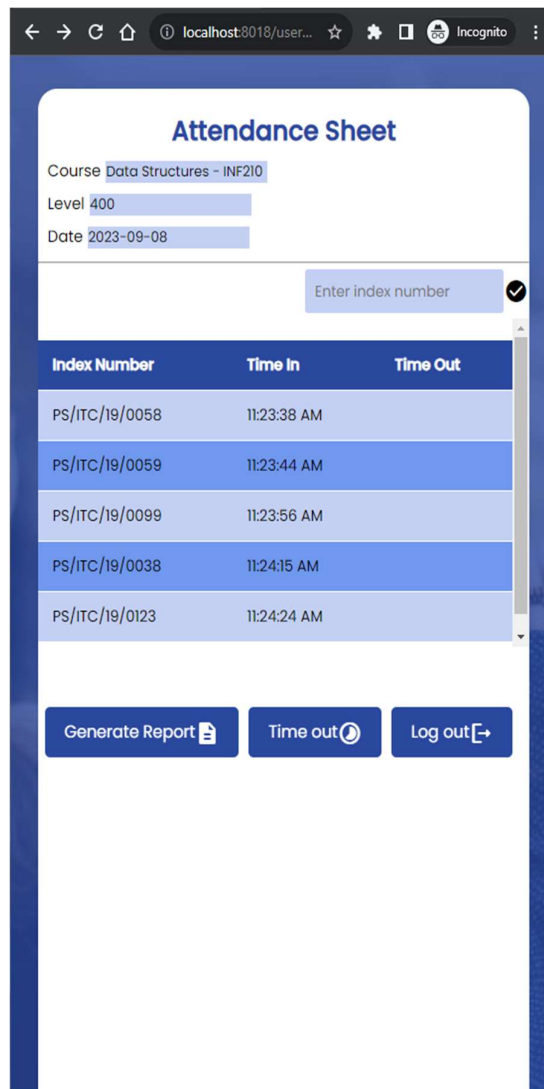 localhost:8018/user... Incognito
Attendance Sheet
Course Data Structures - INF210
Level 400
Date 2023-09-08
Enter index number
Index Number Time In Time Out
PS/ITC/19/0058 11:23:38 AM
PS/ITC/19/0059 11:23:44 AM
PS/ITC/19/0099 11:23:56 AM
PS/ITC/19/0038 11:24:15 AM
PS/ITC/19/0123 11:24:24 AM
Generate Report Time out Log out